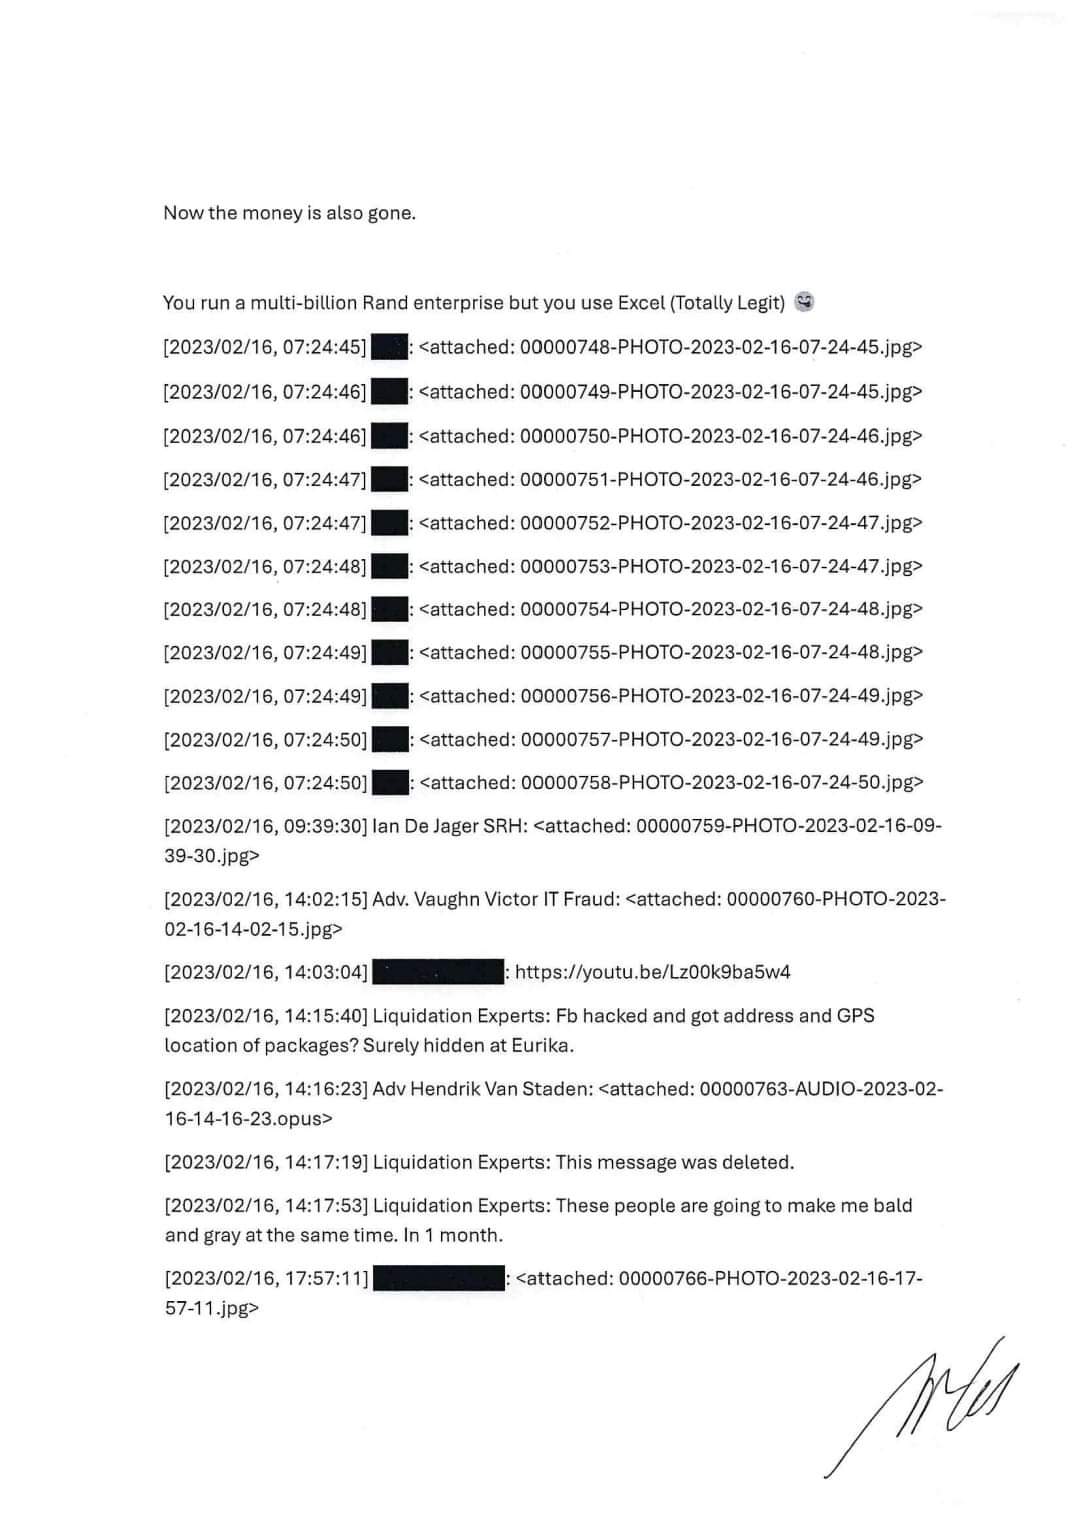 Now the money is also gone.
You run a multi-billion Rand enterprise but you use Excel (Totally Legit) 😂
[2023/02/16, 07:24:45] : <attached: 00000748-PHOTO-2023-02-16-07-24-45.jpg>
[2023/02/16, 07:24:46] : <attached: 00000749-PHOTO-2023-02-16-07-24-45.jpg>
[2023/02/16, 07:24:46] : <attached: 00000750-PHOTO-2023-02-16-07-24-46.jpg>
[2023/02/16, 07:24:47] : <attached: 00000751-PHOTO-2023-02-16-07-24-46.jpg>
[2023/02/16, 07:24:47] : <attached: 00000752-PHOTO-2023-02-16-07-24-47.jpg>
[2023/02/16, 07:24:48] : <attached: 00000753-PHOTO-2023-02-16-07-24-47.jpg>
[2023/02/16, 07:24:48] : <attached: 00000754-PHOTO-2023-02-16-07-24-48.jpg>
[2023/02/16, 07:24:49] : <attached: 00000755-PHOTO-2023-02-16-07-24-48.jpg>
[2023/02/16, 07:24:49] : <attached: 00000756-PHOTO-2023-02-16-07-24-49.jpg>
[2023/02/16, 07:24:50] : <attached: 00000757-PHOTO-2023-02-16-07-24-49.jpg>
[2023/02/16, 07:24:50] : <attached: 00000758-PHOTO-2023-02-16-07-24-50.jpg>
[2023/02/16, 09:39:30] Ian De Jager SRH: <attached: 00000759-PHOTO-2023-02-16-09-
39-30.jpg>
[2023/02/16, 14:02:15] Adv. Vaughn Victor IT Fraud: <attached: 00000760-PHOTO-2023-
02-16-14-02-15.jpg>
[2023/02/16, 14:03:04] : https://youtu.be/Lz00k9ba5w4
[2023/02/16, 14:15:40] Liquidation Experts: Fb hacked and got address and GPS
location of packages? Surely hidden at Eurika.
[2023/02/16, 14:16:23] Adv Hendrik Van Staden: <attached: 00000763-AUDIO-2023-02-
16-14-16-23.opus>
[2023/02/16, 14:17:19] Liquidation Experts: This message was deleted.
[2023/02/16, 14:17:53] Liquidation Experts: These people are going to make me bald
and gray at the same time. In 1 month.
[2023/02/16, 17:57:11] : <attached: 00000766-PHOTO-2023-02-16-17-
57-11.jpg>